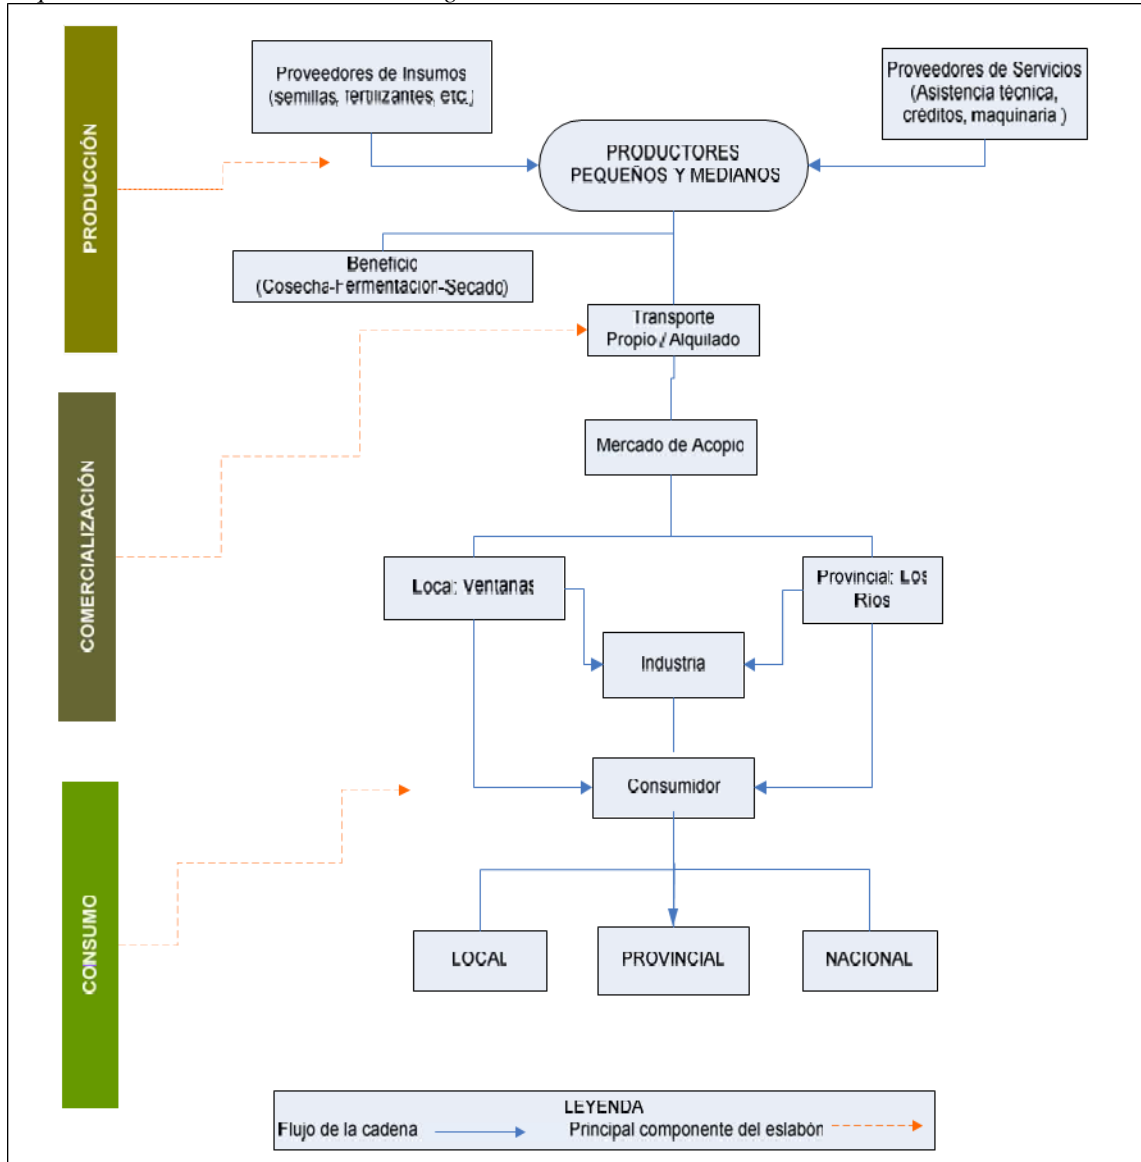 PRODUCCIÓN
Proveedores de Insumos
(semillas, fertilizantes, etc.)
Proveedores de Servicios
(Asistencia técnica,
créditos, maquinaria )
PRODUCTORES
PEQUEÑOS Y MEDIANOS
Beneficio
(Cosecha-Fermentación-Secado)
Transporte
Propio / Alquilado
COMERCIALIZACIÓN
Mercado de Acopio
Local: Ventanas
Provincial: Los
Ríos
Industria
CONSUMO
Consumidor
LOCAL
PROVINCIAL
NACIONAL
LEYENDA
Flujo de la cadena
Principal componente del eslabón